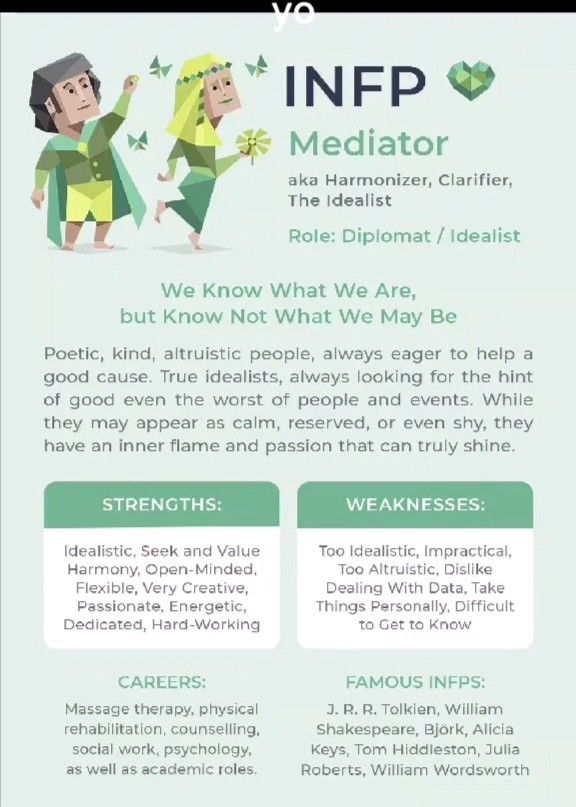 yo
INFP
Mediator
aka Harmonizer, Clarifier,
The Idealist
Role: Diplomat / Idealist
We Know What We Are,
but Know Not What We May Be
Poetic, kind, altruistic people, always eager to help a
good cause. True idealists, always looking for the hint
of good even the worst of people and events. While
they may appear as calm, reserved, or even shy, they
have an inner flame and passion that can truly shine.
STRENGTHS:
Idealistic, Seek and Value
Harmony, Open-Minded,
Flexible, Very Creative,
Passionate, Energetic,
Dedicated, Hard-Working
WEAKNESSES:
Too Idealistic, Impractical,
Too Altruistic, Dislike
Dealing With Data, Take
Things Personally, Difficult
to Get to Know
CAREERS:
Massage therapy, physical
rehabilitation, counselling,
social work, psychology,
as well as academic roles.
FAMOUS INFPS:
J. R. R. Tolkien, William
Shakespeare, Björk, Alicia
Keys, Tom Hiddleston, Julia
Roberts, William Wordsworth